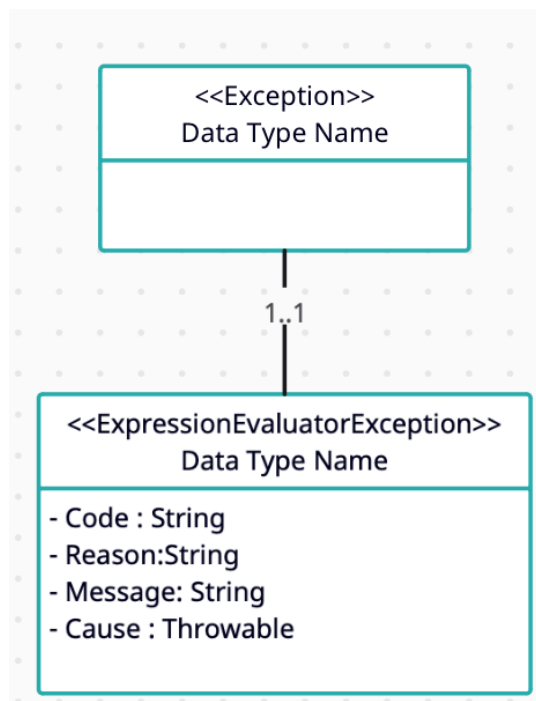 <<Exception>>
Data Type Name
1..1
<<ExpressionEvaluatorException>>
Data Type Name
- Code : String
- Reason:String
- Message: String
- Cause : Throwable